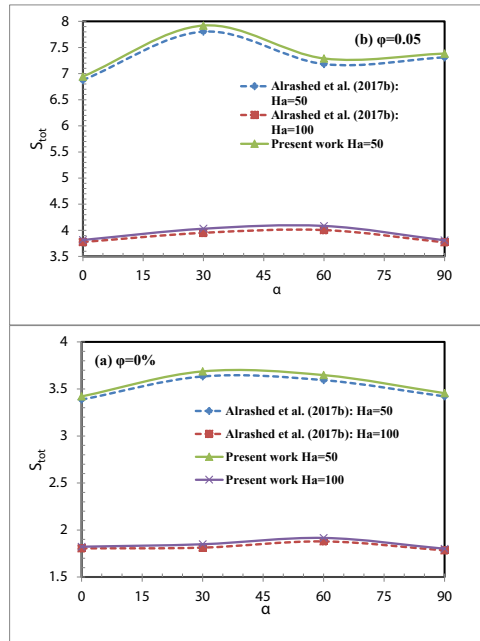 8
(b) φ=0.05
7.5
7
6.5
6
5.5
5
4.5
4
3.5
S_tot
Alrashed et al. (2017b):
Ha=50
Alrashed et al. (2017b):
Ha=100
Present work Ha=50
0 15 30 45 60 75 90
α
4
(a) φ=0%
3.5
3
2.5
2
1.5
S_tot
Alrashed et al. (2017b): Ha=50
Alrashed et al. (2017b): Ha=100
Present work Ha=50
Present work Ha=100
0 15 30 45 60 75 90
α